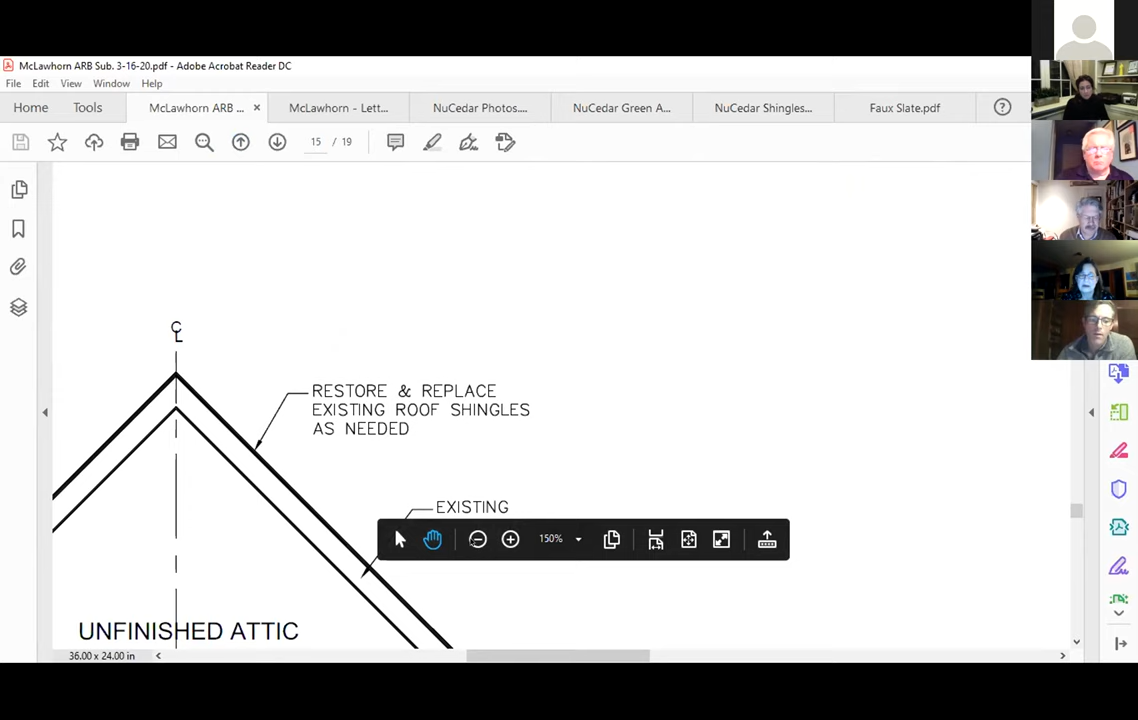 McLawhorn ARB Sub. 3-16-20.pdf - Adobe Acrobat Reader DC
File Edit View Window Help
Home Tools McLawhorn ARB ... × McLawhorn - Lett... NuCedar Photos.... NuCedar Green A... NuCedar Shingles... Faux Slate.pdf
15 / 19
RESTORE & REPLACE
EXISTING ROOF SHINGLES
AS NEEDED
EXISTING
150%
UNFINISHED ATTIC
36.00 x 24.00 in